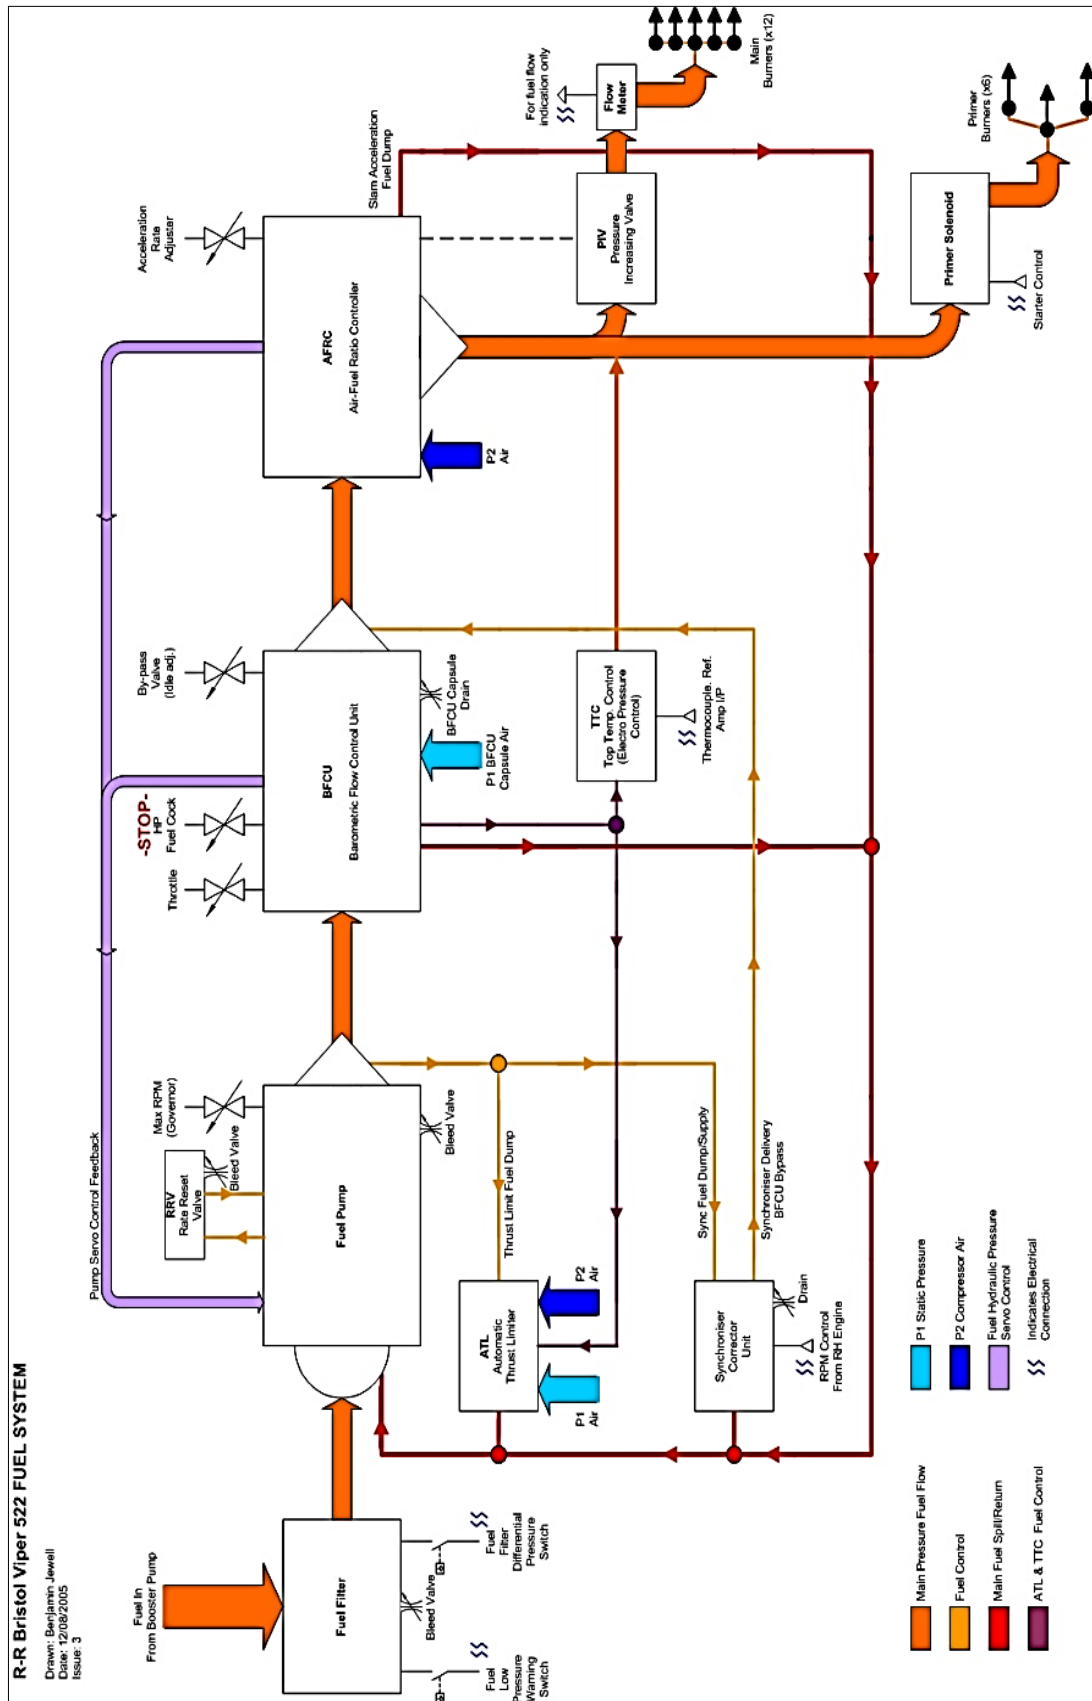 R-R Bristol Viper 522 FUEL SYSTEM
Drawn: Benjamin Jewell
Date: 12/08/2005
Issue: 3
Fuel In
From Booster Pump
Fuel Filter
Bleed Valve
Fuel
Low
Pressure
Warning
Switch
Fuel
Filter
Differential
Pressure
Switch
Pump Servo Control Feedback
RRV
Rate Reset
Valve
Bleed Valve
Max RPM
(Governor)
Fuel Pump
Bleed Valve
Thrust Limit Fuel Dump
ATL
Automatic
Thrust Limiter
P1
Air
P2
Air
Sync Fuel Dump/Supply
Synchroniser
Corrector
Unit
Drain
RPM Control
From RH Engine
Synchroniser Delivery
BFCU Bypass
Throttle
-STOP-
HP
Fuel Cock
By-pass
Valve
(Idle adj.)
BFCU
Barometric Flow Control Unit
P1 BFCU
Capsule Air
BFCU Capsule
Drain
TTC
Top Temp. Control
(Electro Pressure
Control)
Thermocouple. Ref.
Amp I/P
Acceleration
Rate
Adjuster
AFRC
Air-Fuel Ratio Controller
P2
Air
Slam Acceleration
Fuel Dump
PIV
Pressure
Increasing Valve
For fuel flow
indication only
Flow
Meter
Main
Burners (x12)
Primer Solenoid
Starter Control
Primer
Burners (x6)
Main Pressure Fuel Flow
Fuel Control
Main Fuel Spill/Return
ATL & TTC Fuel Control
P1 Static Pressure
P2 Compressor Air
Fuel Hydraulic Pressure
Servo Control
Indicates Electrical
Connection